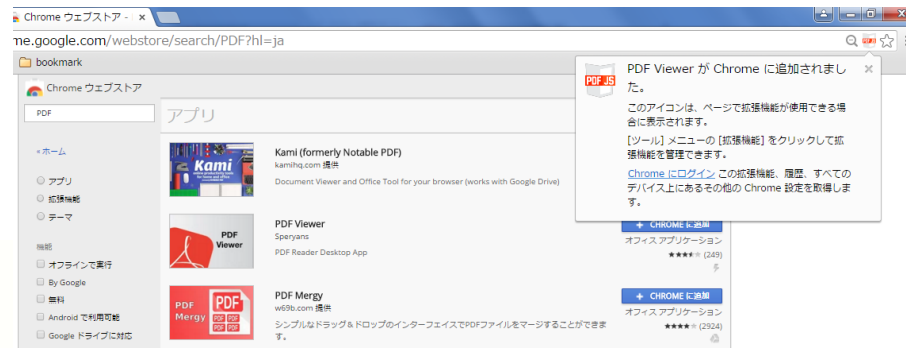 Chrome ウェブストア -
me.google.com/webstore/search/PDF?hl=ja
bookmark
Chrome ウェブストア
PDF
アプリ
«ホーム
アプリ
拡張機能
テーマ
機能
オフラインで実行
By Google
無料
Android で利用可能
Google ドライブに対応
Kami
Kami (formerly Notable PDF)
kamihq.com 提供
Document Viewer and Office Tool for your browser (works with Google Drive)
PDF
Viewer
PDF Viewer
Speryans
PDF Reader Desktop App
+ CHROME に追加
オフィス アプリケーション
(249)
PDF
Mergy
PDF
PDF PDF
PDF PDF
PDF Mergy
w69b.com 提供
シンプルなドラッグ&ドロップのインターフェイスでPDFファイルをマージすることができま
す。
+ CHROME に追加
オフィス アプリケーション
(2924)
PDF JS
PDF Viewer が Chrome に追加されまし
た。
このアイコンは、ページで拡張機能が使用できる場
合に表示されます。
[ツール] メニューの [拡張機能] をクリックして拡
張機能を管理できます。
Chrome にログイン この拡張機能、履歴、すべての
デバイス上にあるその他の Chrome 設定を取得しま
す。